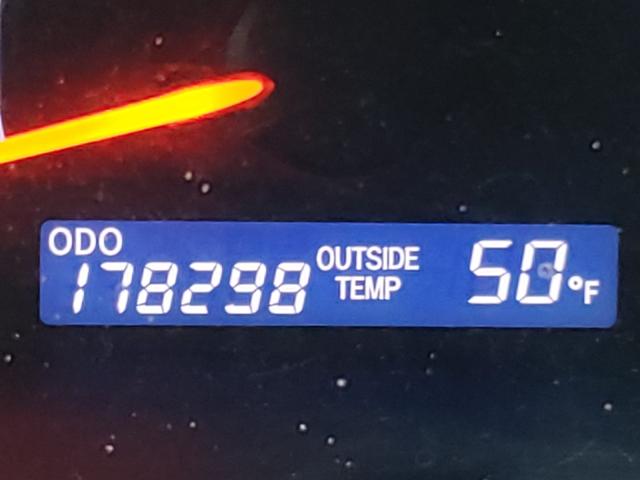 ODO
178298
OUTSIDE
TEMP
50°F